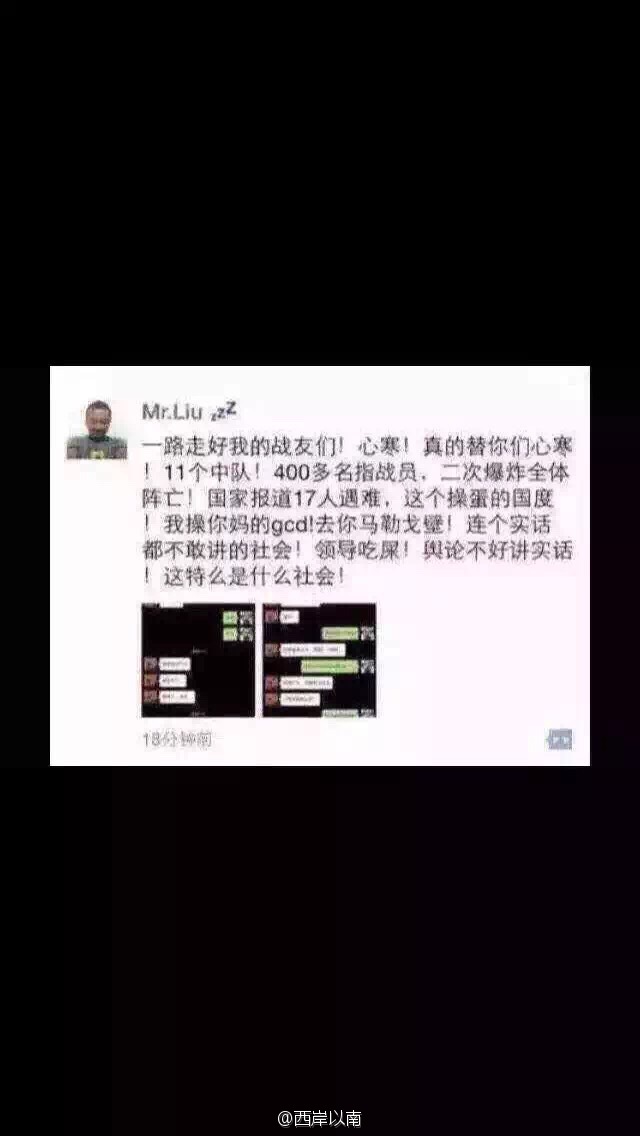 Mr.Liu 💤
一路走好我的战友们！心寒！真的替你们心寒
！11个中队！400多名指战员，二次爆炸全体
阵亡！国家报道17人遇难，这个操蛋的国度
！我操你妈的gcd!去你马勒戈壁！连个实话
都不敢讲的社会！领导吃屎！舆论不好讲实话
！这特么是什么社会！
18分钟前
@西岸以南